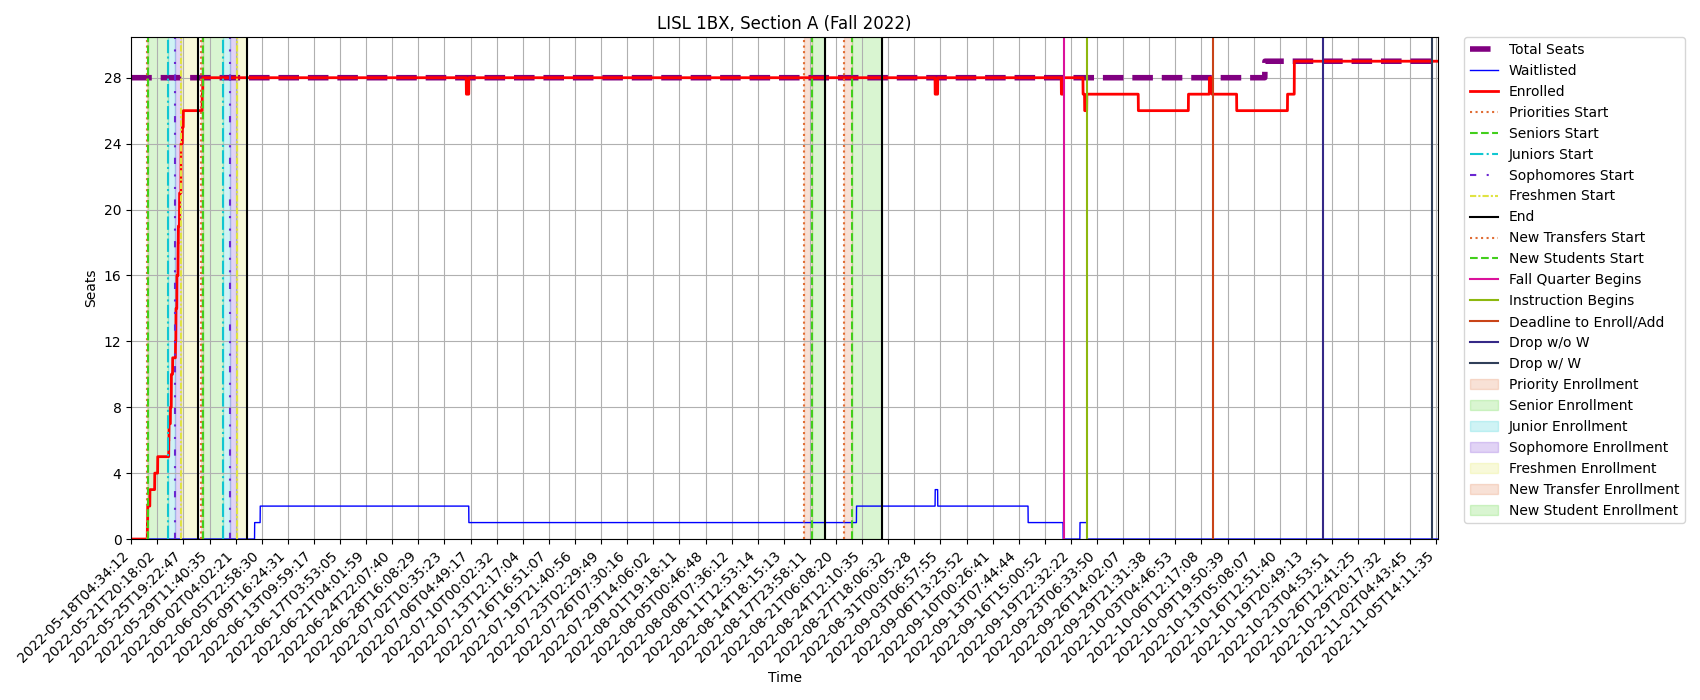 LISL 1BX, Section A (Fall 2022)
Seats
28
24
20
16
12
8
4
0
2022-05-18T04:34:12
2022-05-21T20:18:02
2022-05-25T19:22:47
2022-05-29T11:40:35
2022-06-02T04:02:21
2022-06-05T22:58:30
2022-06-09T16:24:31
2022-06-13T09:59:17
2022-06-17T03:53:05
2022-06-21T04:01:59
2022-06-24T22:07:40
2022-06-28T16:08:29
2022-07-02T10:35:23
2022-07-06T04:49:17
2022-07-10T00:02:32
2022-07-13T12:17:04
2022-07-16T16:51:07
2022-07-19T21:40:56
2022-07-23T02:29:49
2022-07-26T07:30:16
2022-07-29T14:06:02
2022-08-01T19:18:11
2022-08-05T00:46:48
2022-08-08T07:36:12
2022-08-11T12:53:14
2022-08-14T18:15:13
2022-08-17T23:58:11
2022-08-21T06:08:20
2022-08-24T12:10:35
2022-08-27T18:06:32
2022-08-31T00:05:28
2022-09-03T06:57:55
2022-09-06T13:25:52
2022-09-10T00:26:41
2022-09-13T07:44:44
2022-09-16T15:00:52
2022-09-19T22:32:22
2022-09-23T06:33:50
2022-09-26T14:02:07
2022-09-29T21:31:38
2022-10-03T04:46:53
2022-10-06T12:17:08
2022-10-09T19:50:39
2022-10-13T05:08:07
2022-10-16T12:51:40
2022-10-19T20:49:13
2022-10-23T04:53:51
2022-10-26T12:41:25
2022-10-29T20:17:32
2022-11-02T04:43:45
2022-11-05T14:11:35
Time
Total Seats
Waitlisted
Enrolled
Priorities Start
Seniors Start
Juniors Start
Sophomores Start
Freshmen Start
End
New Transfers Start
New Students Start
Fall Quarter Begins
Instruction Begins
Deadline to Enroll/Add
Drop w/o W
Drop w/ W
Priority Enrollment
Senior Enrollment
Junior Enrollment
Sophomore Enrollment
Freshmen Enrollment
New Transfer Enrollment
New Student Enrollment